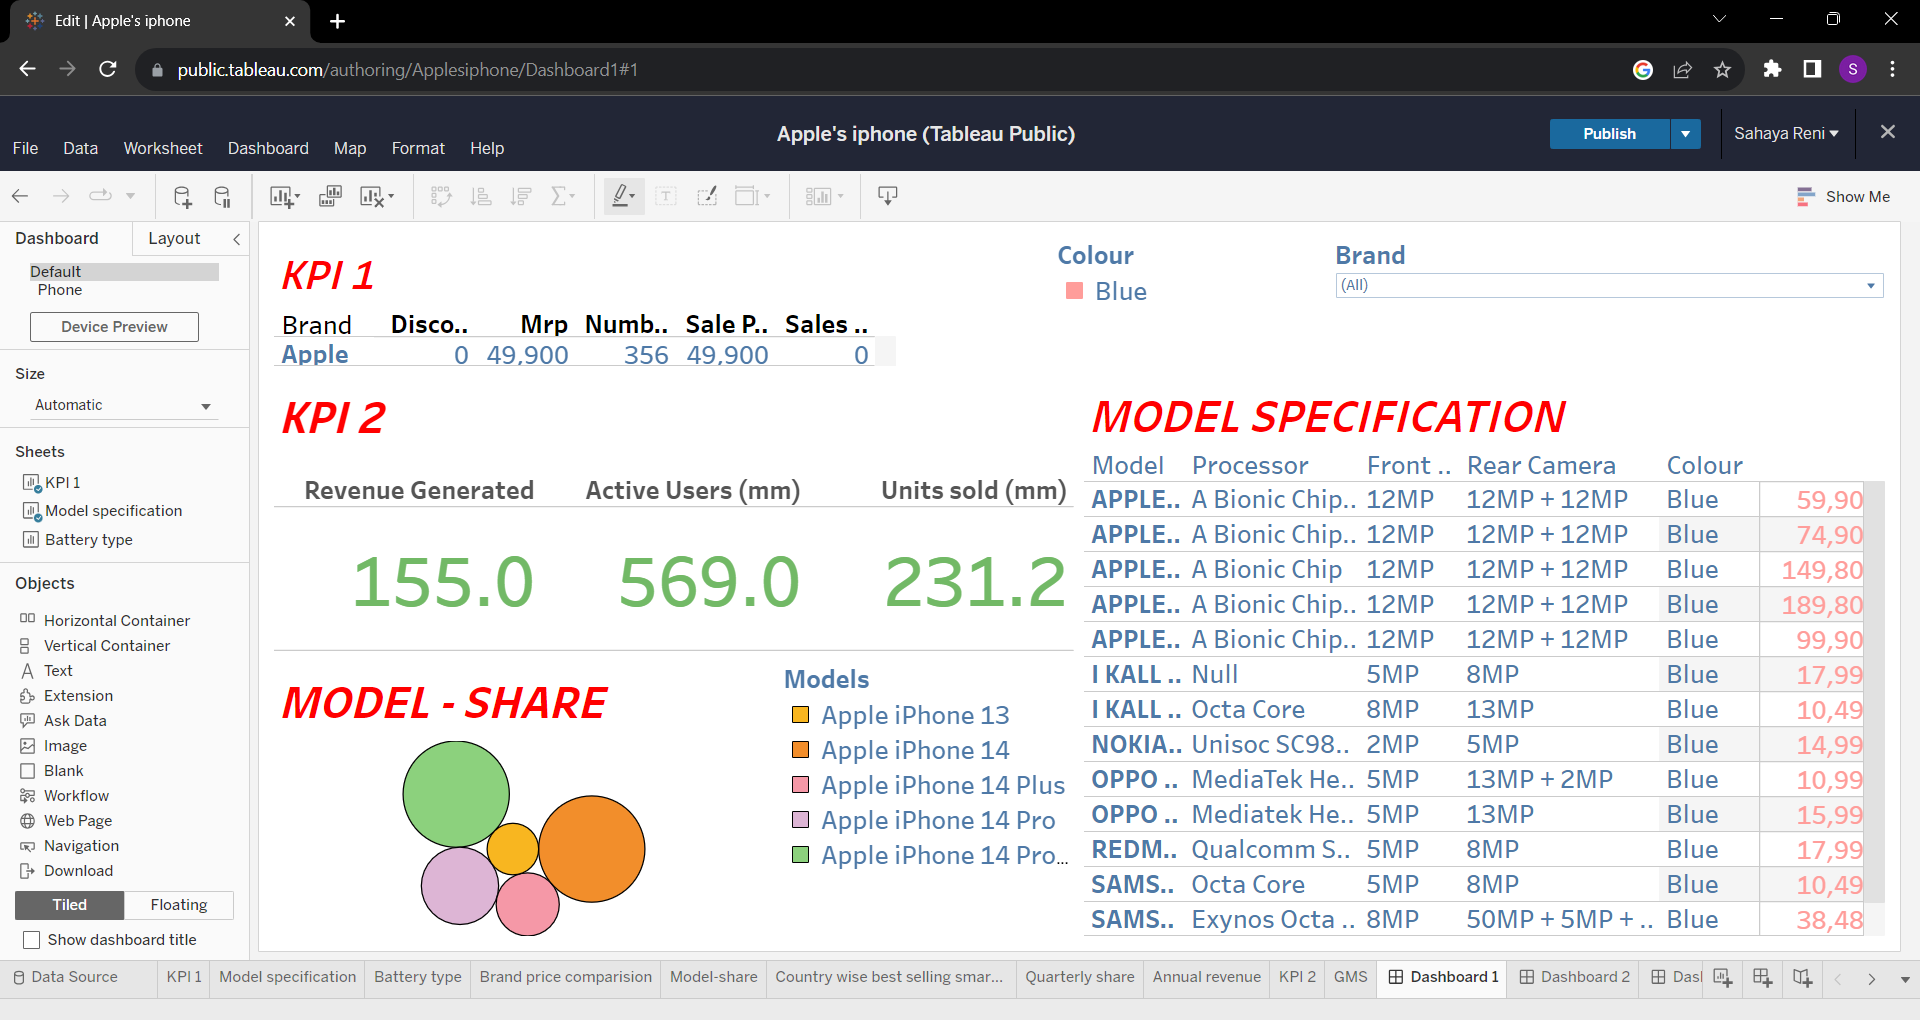 Edit | Apple's iphone
public.tableau.com/authoring/Applesiphone/Dashboard1#1
S
Apple's iphone (Tableau Public)
File Data Worksheet Dashboard Map Format Help
Publish
Sahaya Reni
Show Me
Dashboard Layout
Default
Phone
Device Preview
Size
Automatic
Sheets
KPI 1
Model specification
Battery type
Objects
Horizontal Container
Vertical Container
Text
Extension
Ask Data
Image
Blank
Workflow
Web Page
Navigation
Download
Tiled Floating
Show dashboard title
KPI 1
Brand Disco.. Mrp Numb.. Sale P.. Sales ..
Apple 0 49,900 356 49,900 0
Colour
Blue
Brand
(All)
KPI 2
Revenue Generated Active Users (mm) Units sold (mm)
155.0 569.0 231.2
MODEL - SHARE
Models
Apple iPhone 13
Apple iPhone 14
Apple iPhone 14 Plus
Apple iPhone 14 Pro
Apple iPhone 14 Pro...
MODEL SPECIFICATION
Model Processor Front .. Rear Camera Colour
APPLE.. A Bionic Chip.. 12MP 12MP + 12MP Blue 59,90
APPLE.. A Bionic Chip.. 12MP 12MP + 12MP Blue 74,90
APPLE.. A Bionic Chip 12MP 12MP + 12MP Blue 149,80
APPLE.. A Bionic Chip.. 12MP 12MP + 12MP Blue 189,80
APPLE.. A Bionic Chip.. 12MP 12MP + 12MP Blue 99,90
I KALL .. Null 5MP 8MP Blue 17,99
I KALL .. Octa Core 8MP 13MP Blue 10,49
NOKIA.. Unisoc SC98.. 2MP 5MP Blue 14,99
OPPO .. MediaTek He.. 5MP 13MP + 2MP Blue 10,99
OPPO .. Mediatek He.. 5MP 13MP Blue 15,99
REDM.. Qualcomm S.. 5MP 8MP Blue 17,99
SAMS.. Octa Core 5MP 8MP Blue 10,49
SAMS.. Exynos Octa .. 8MP 50MP + 5MP + .. Blue 38,48
Data Source KPI 1 Model specification Battery type Brand price comparision Model-share Country wise best selling smar... Quarterly share Annual revenue KPI 2 GMS Dashboard 1 Dashboard 2 Das